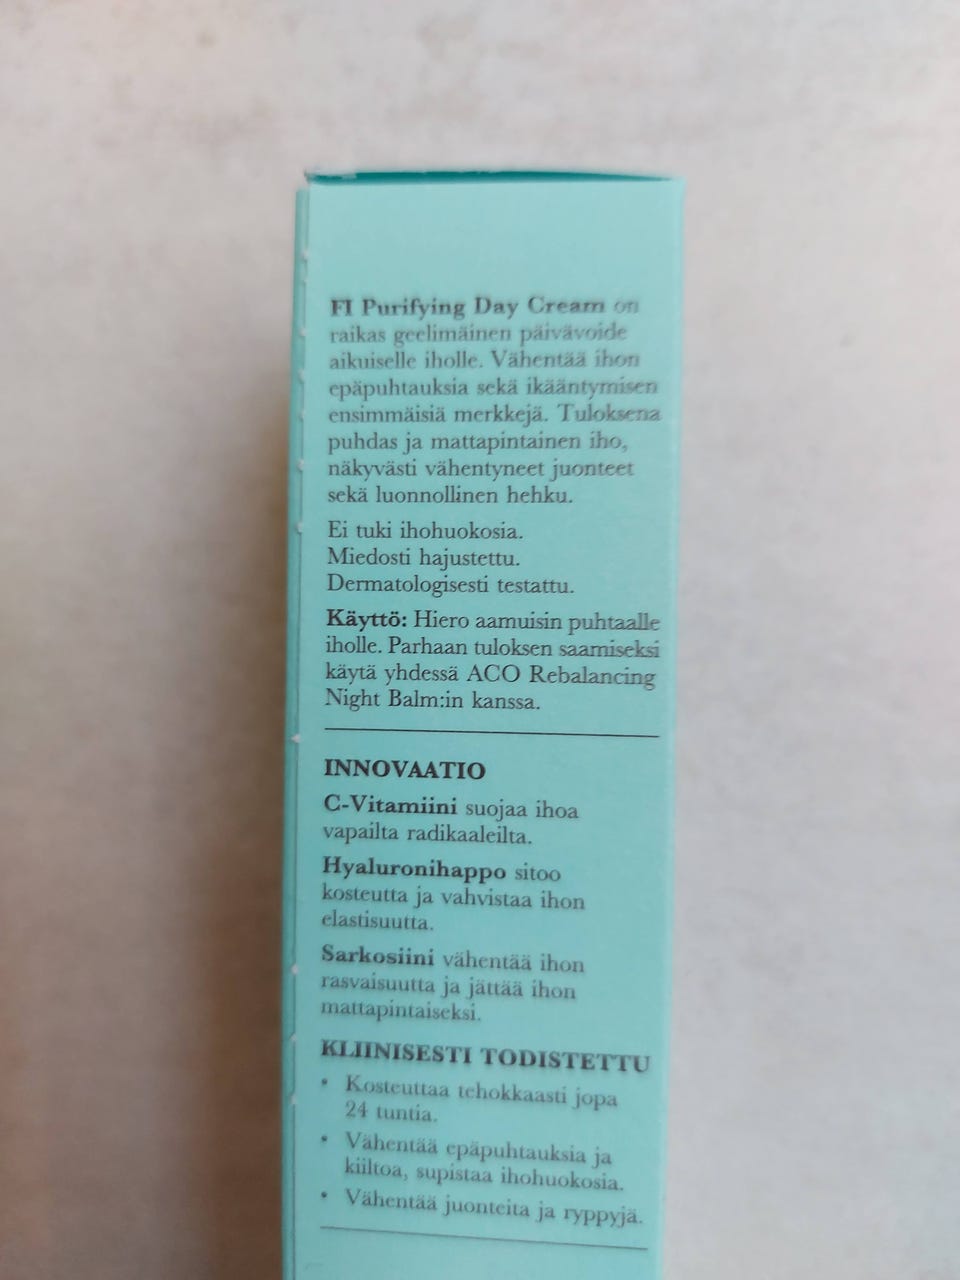 FI Purifying Day Cream on
raikas geelimäinen päivävoide
aikuiselle iholle. Vähentää ihon
epäpuhtauksia sekä ikääntymisen
ensimmäisiä merkkejä. Tuloksena
puhdas ja mattapintainen iho,
näkyvästi vähentyneet juonteet
sekä luonnollinen hehku.
Ei tuki ihohuokosia.
Miedosti hajustettu.
Dermatologisesti testattu.
Käyttö: Hiero aamuisin puhtaalle
iholle. Parhaan tuloksen saamiseksi
käytä yhdessä ACO Rebalancing
Night Balm:in kanssa.
INNOVAATIO
C-Vitamiini suojaa ihoa
vapailta radikaaleilta.
Hyaluronihappo sitoo
kosteutta ja vahvistaa ihon
elastisuutta.
Sarkosiini vähentää ihon
rasvaisuutta ja jättää ihon
mattapintaiseksi.
KLIINISESTI TODISTETTU
• Kosteuttaa tehokkaasti jopa
24 tuntia.
• Vähentää epäpuhtauksia ja
kiiltoa, supistaa ihohuokosia.
• Vähentää juonteita ja ryppyjä.